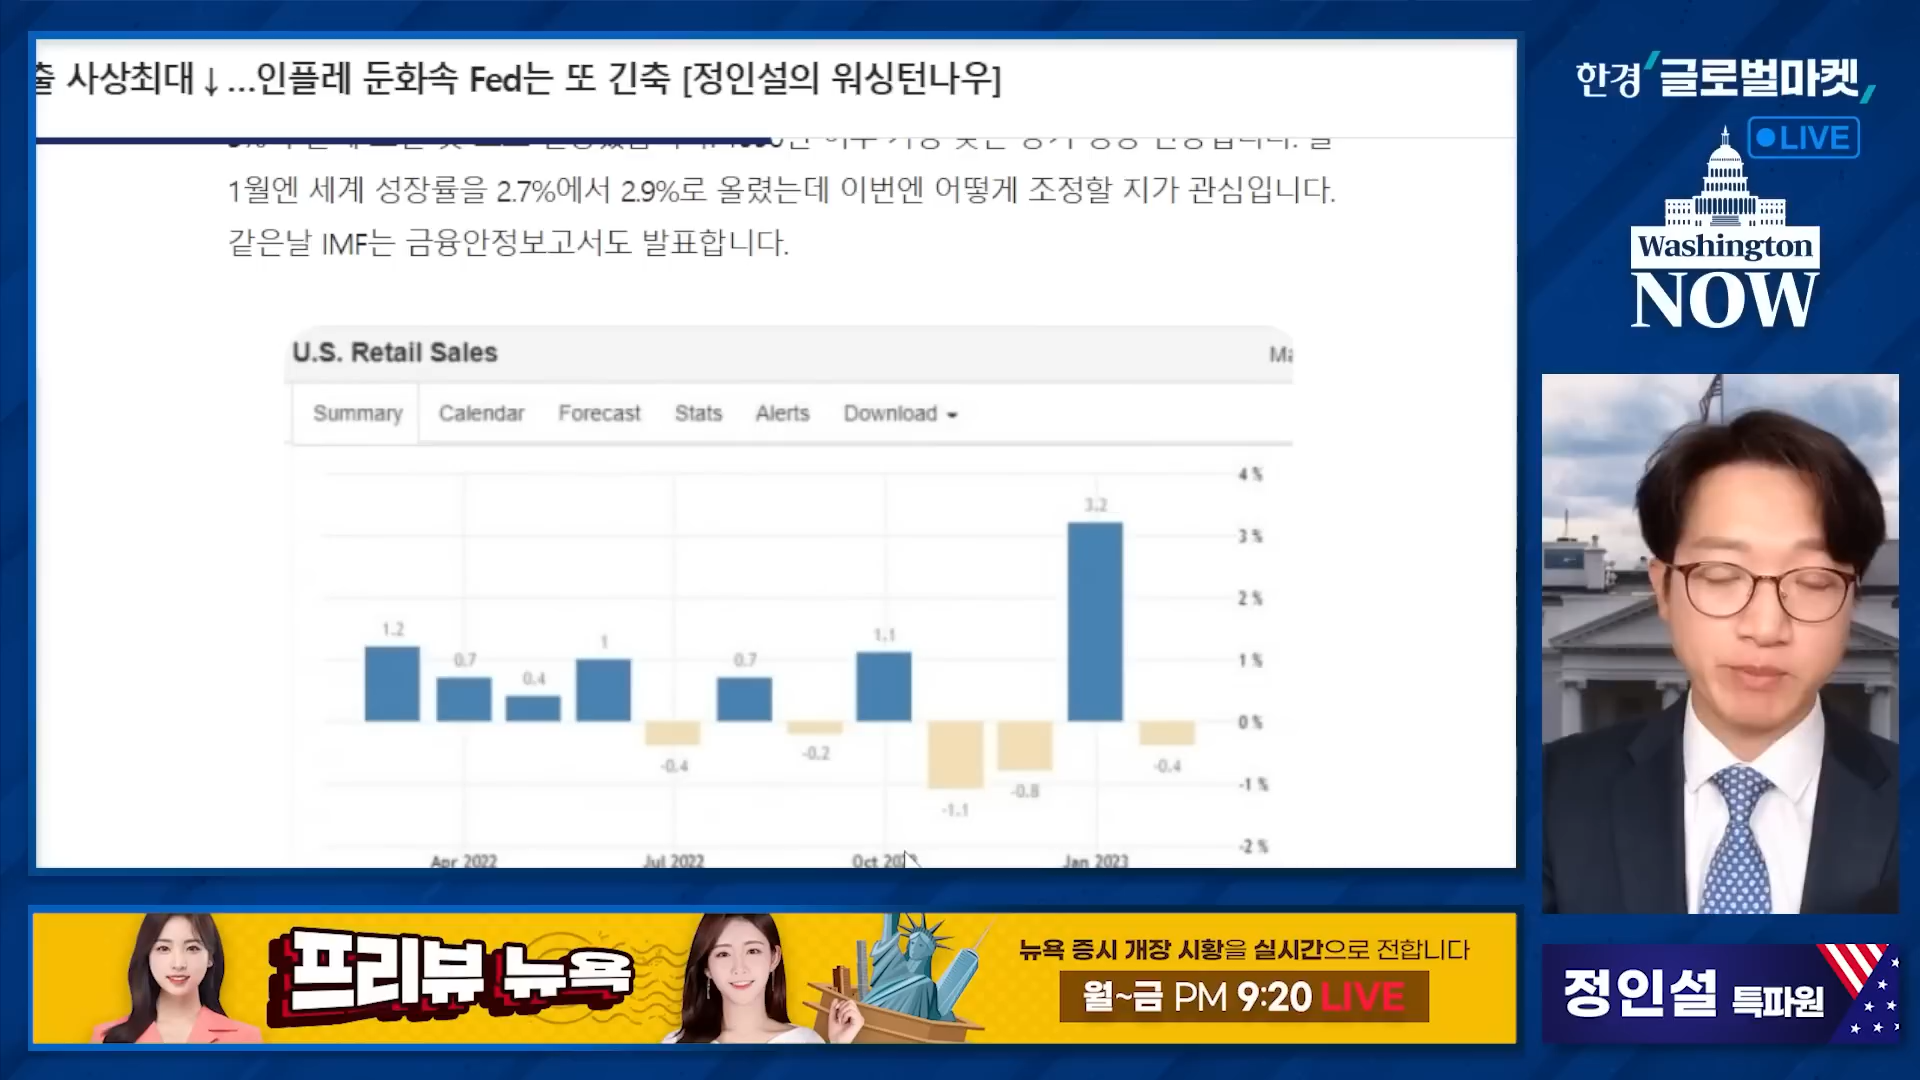 출 사상최대↓...인플레 둔화속 Fed는 또 긴축 [정인설의 워싱턴나우]
1월엔 세계 성장률을 2.7%에서 2.9%로 올렸는데 이번엔 어떻게 조정할 지가 관심입니다.
같은날 IMF는 금융안정보고서도 발표합니다.
U.S. Retail Sales
Summary Calendar Forecast Stats Alerts Download
4 %
3 %
2 %
1 %
0 %
-1 %
-2 %
1.2
0.7
0.4
1
-0.4
0.7
-0.2
1.1
-1.1
-0.8
3.2
-0.4
Apr 2022
Jul 2022
Oct
Jan 2023
한경 글로벌마켓
LIVE
Washington
NOW
정인설 특파원
프리뷰 뉴욕
뉴욕 증시 개장 시황을 실시간으로 전합니다
월~금 PM 9:20 LIVE